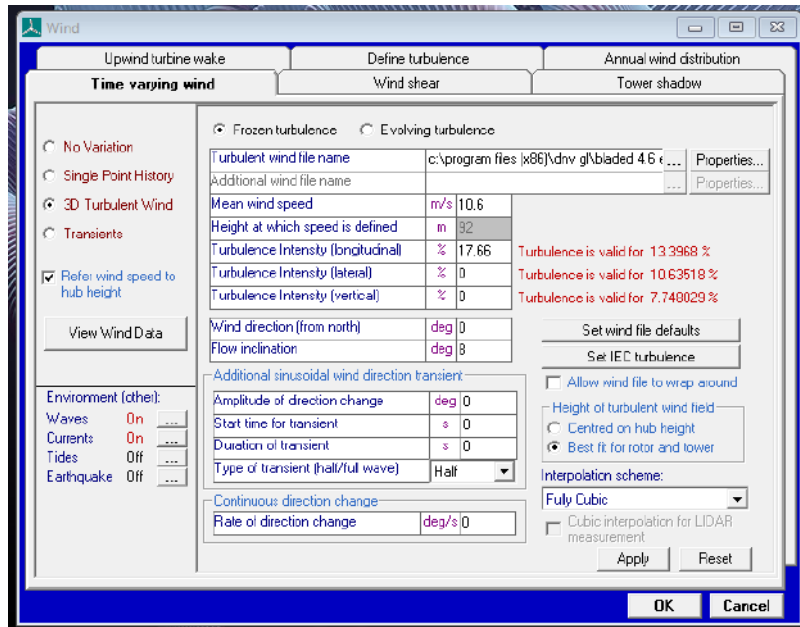 Wind
Upwind turbine wake
Define turbulence
Annual wind distribution
Time varying wind
Wind shear
Tower shadow
No Variation
Single Point History
3D Turbulent Wind
Transients
Refer wind speed to
hub height
View Wind Data
Environment (other):
Waves On ...
Currents On ...
Tides Off ...
Earthquake Off ...
Frozen turbulence Evolving turbulence
Turbulent wind file name c:\program files (x86)\dnv gl\bladed 4.6 e ... Properties...
Additional wind file name ... Properties...
Mean wind speed m/s 10.6
Height at which speed is defined m 92
Turbulence Intensity (longitudinal) % 17.66 Turbulence is valid for 13.3968 %
Turbulence Intensity (lateral) % 0 Turbulence is valid for 10.63518 %
Turbulence Intensity (vertical) % 0 Turbulence is valid for 7.748029 %
Wind direction (from north) deg 0
Flow inclination deg 8
Set wind file defaults
Set IEC turbulence
Allow wind file to wrap around
Additional sinusoidal wind direction transient
Amplitude of direction change deg 0
Start time for transient s 0
Duration of transient s 0
Type of transient (half/full wave) Half
Height of turbulent wind field
Centred on hub height
Best fit for rotor and tower
Interpolation scheme:
Fully Cubic
Cubic interpolation for LIDAR
measurement
Continuous direction change
Rate of direction change deg/s 0
Apply Reset
OK Cancel